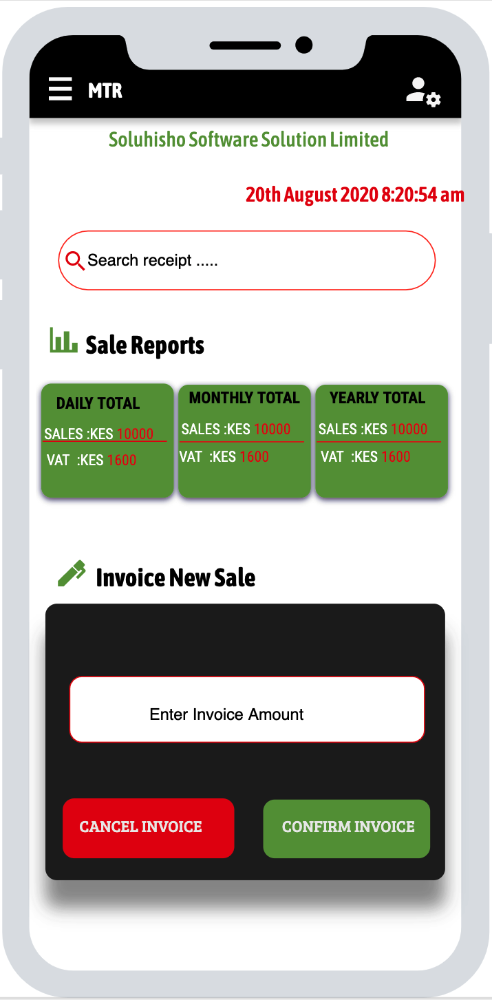 MTR
Soluhisho Software Solution Limited
20th August 2020 8:20:54 am
Search receipt .....
Sale Reports
DAILY TOTAL
SALES :KES 10000
VAT :KES 1600
MONTHLY TOTAL
SALES :KES 10000
VAT :KES 1600
YEARLY TOTAL
SALES :KES 10000
VAT :KES 1600
Invoice New Sale
Enter Invoice Amount
CANCEL INVOICE
CONFIRM INVOICE